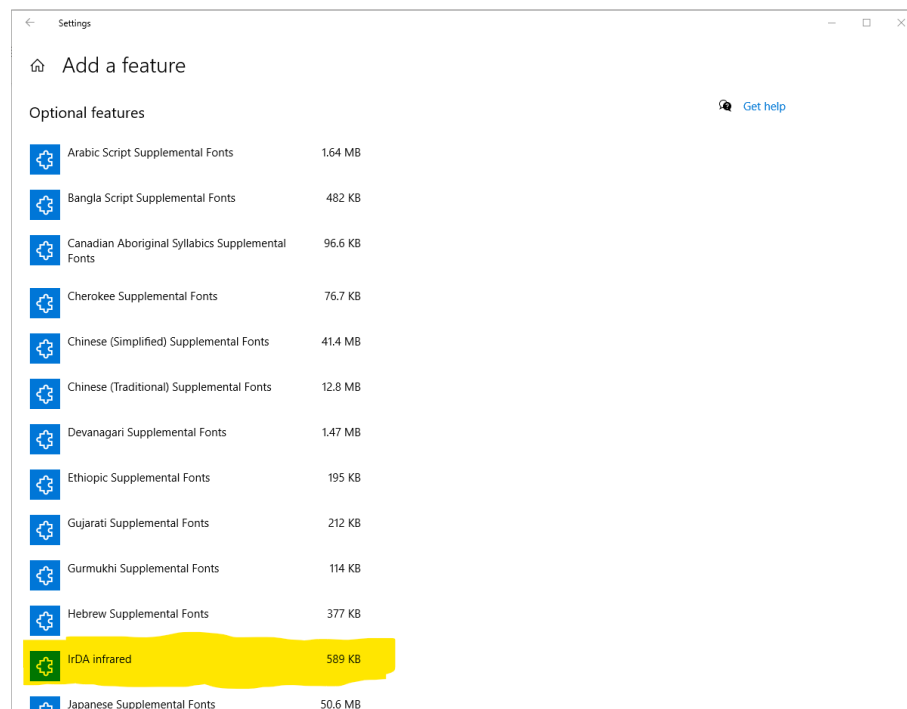 Settings
Add a feature
Optional features
Get help
Arabic Script Supplemental Fonts 1.64 MB
Bangla Script Supplemental Fonts 482 KB
Canadian Aboriginal Syllabics Supplemental 96.6 KB
Fonts
Cherokee Supplemental Fonts 76.7 KB
Chinese (Simplified) Supplemental Fonts 41.4 MB
Chinese (Traditional) Supplemental Fonts 12.8 MB
Devanagari Supplemental Fonts 1.47 MB
Ethiopic Supplemental Fonts 195 KB
Gujarati Supplemental Fonts 212 KB
Gurmukhi Supplemental Fonts 114 KB
Hebrew Supplemental Fonts 377 KB
IrDA infrared 589 KB
Japanese Supplemental Fonts 50.6 MB